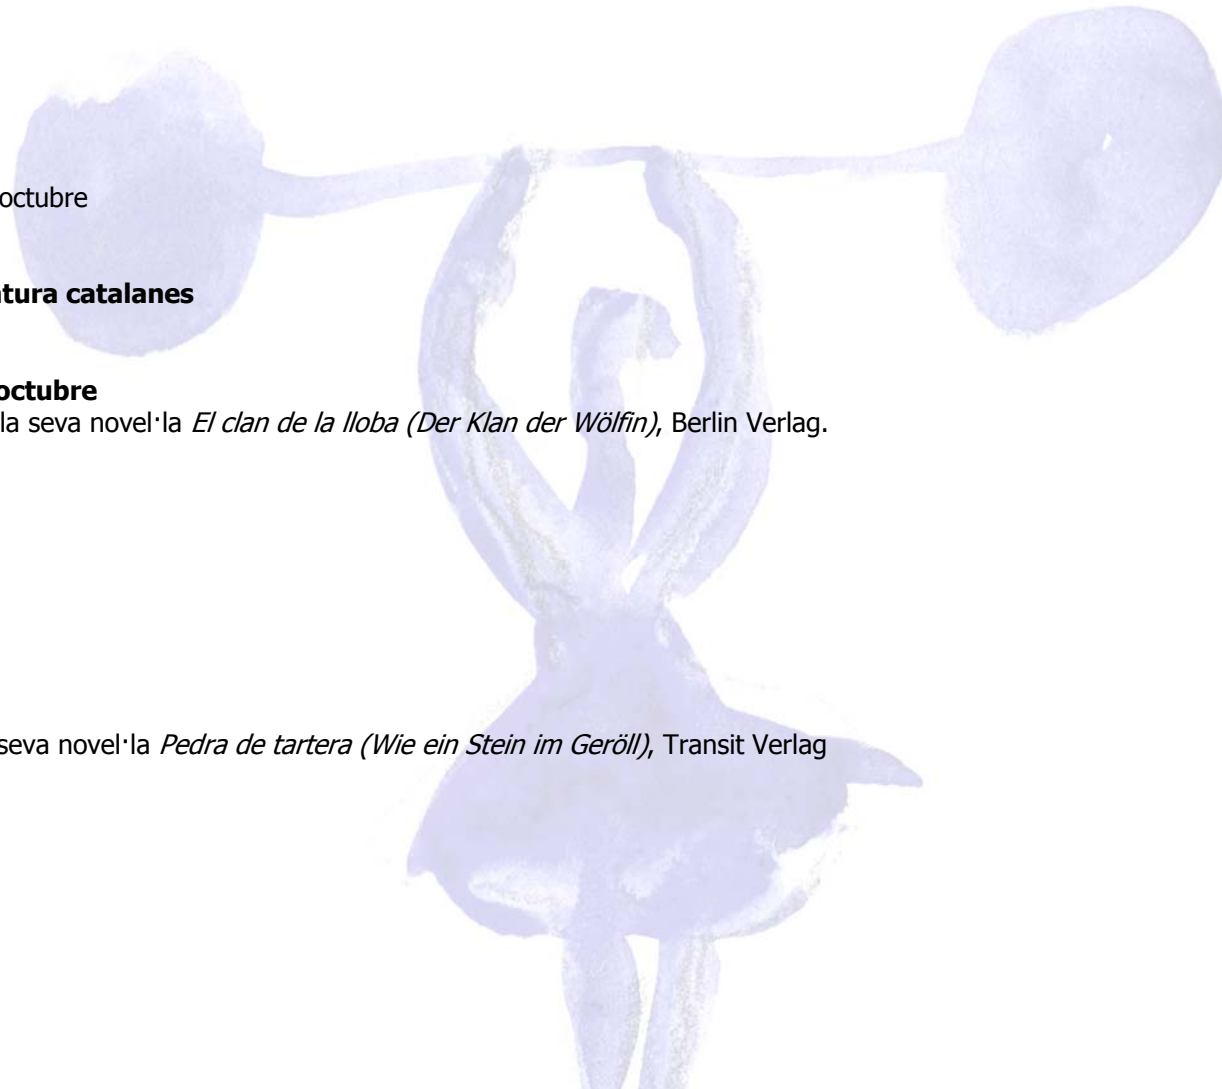 octubre
tura catalanes
octubre
la seva novel·la El clan de la lloba (Der Klan der Wölfin), Berlin Verlag.
seva novel·la Pedra de tartera (Wie ein Stein im Geröll), Transit Verlag